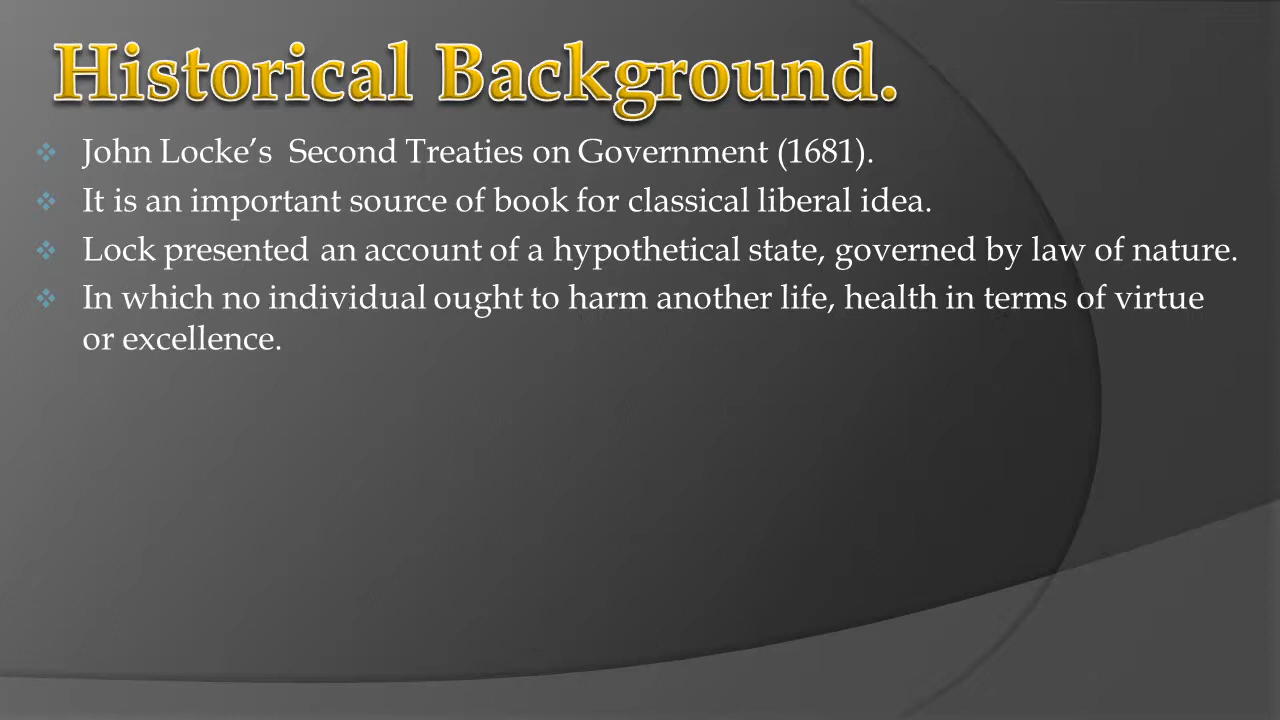 Historical Background.
John Locke’s  Second Treaties on Government (1681).
It is an important source of book for classical liberal idea.
Lock presented an account of a hypothetical state, governed by law of nature.
In which no individual ought to harm another life, health in terms of virtue
or excellence.